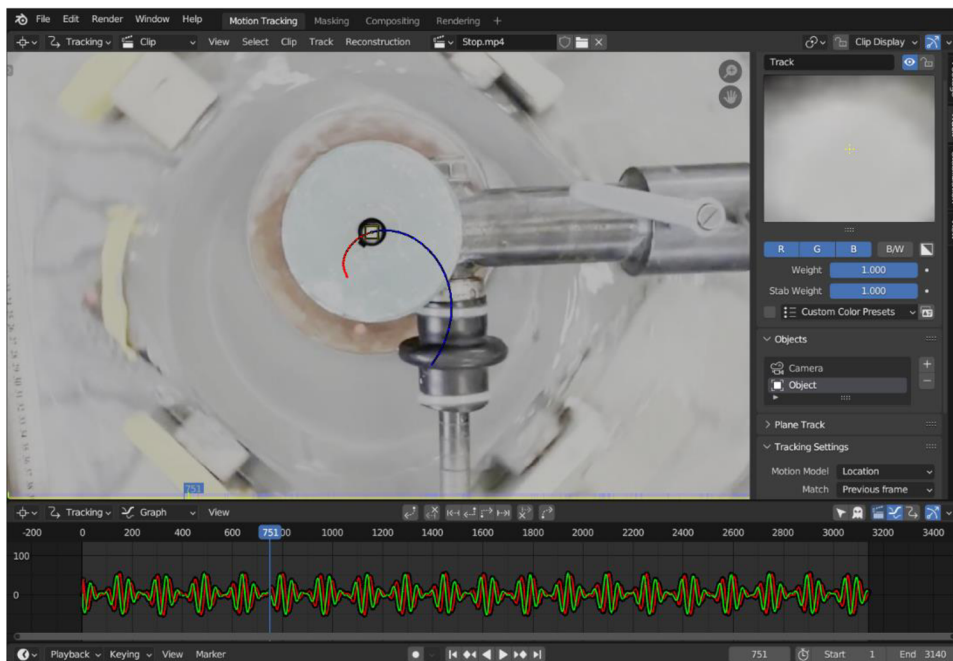 File Edit Render Window Help Motion Tracking Masking Compositing Rendering +
Tracking Clip View Select Clip Track Reconstruction Stop.mp4 Clip Display
Track
R G B B/W
Weight 1.000
Stab Weight 1.000
Custom Color Presets
Objects
Camera
Object
Plane Track
Tracking Settings
Motion Model Location
Match Previous frame
751
Tracking Graph View
-200 0 200 400 600 751 1000 1200 1400 1600 1800 2000 2200 2400 2600 2800 3000 3200 3400
100
0
Playback Keying View Marker 751 Start 1 End 3140